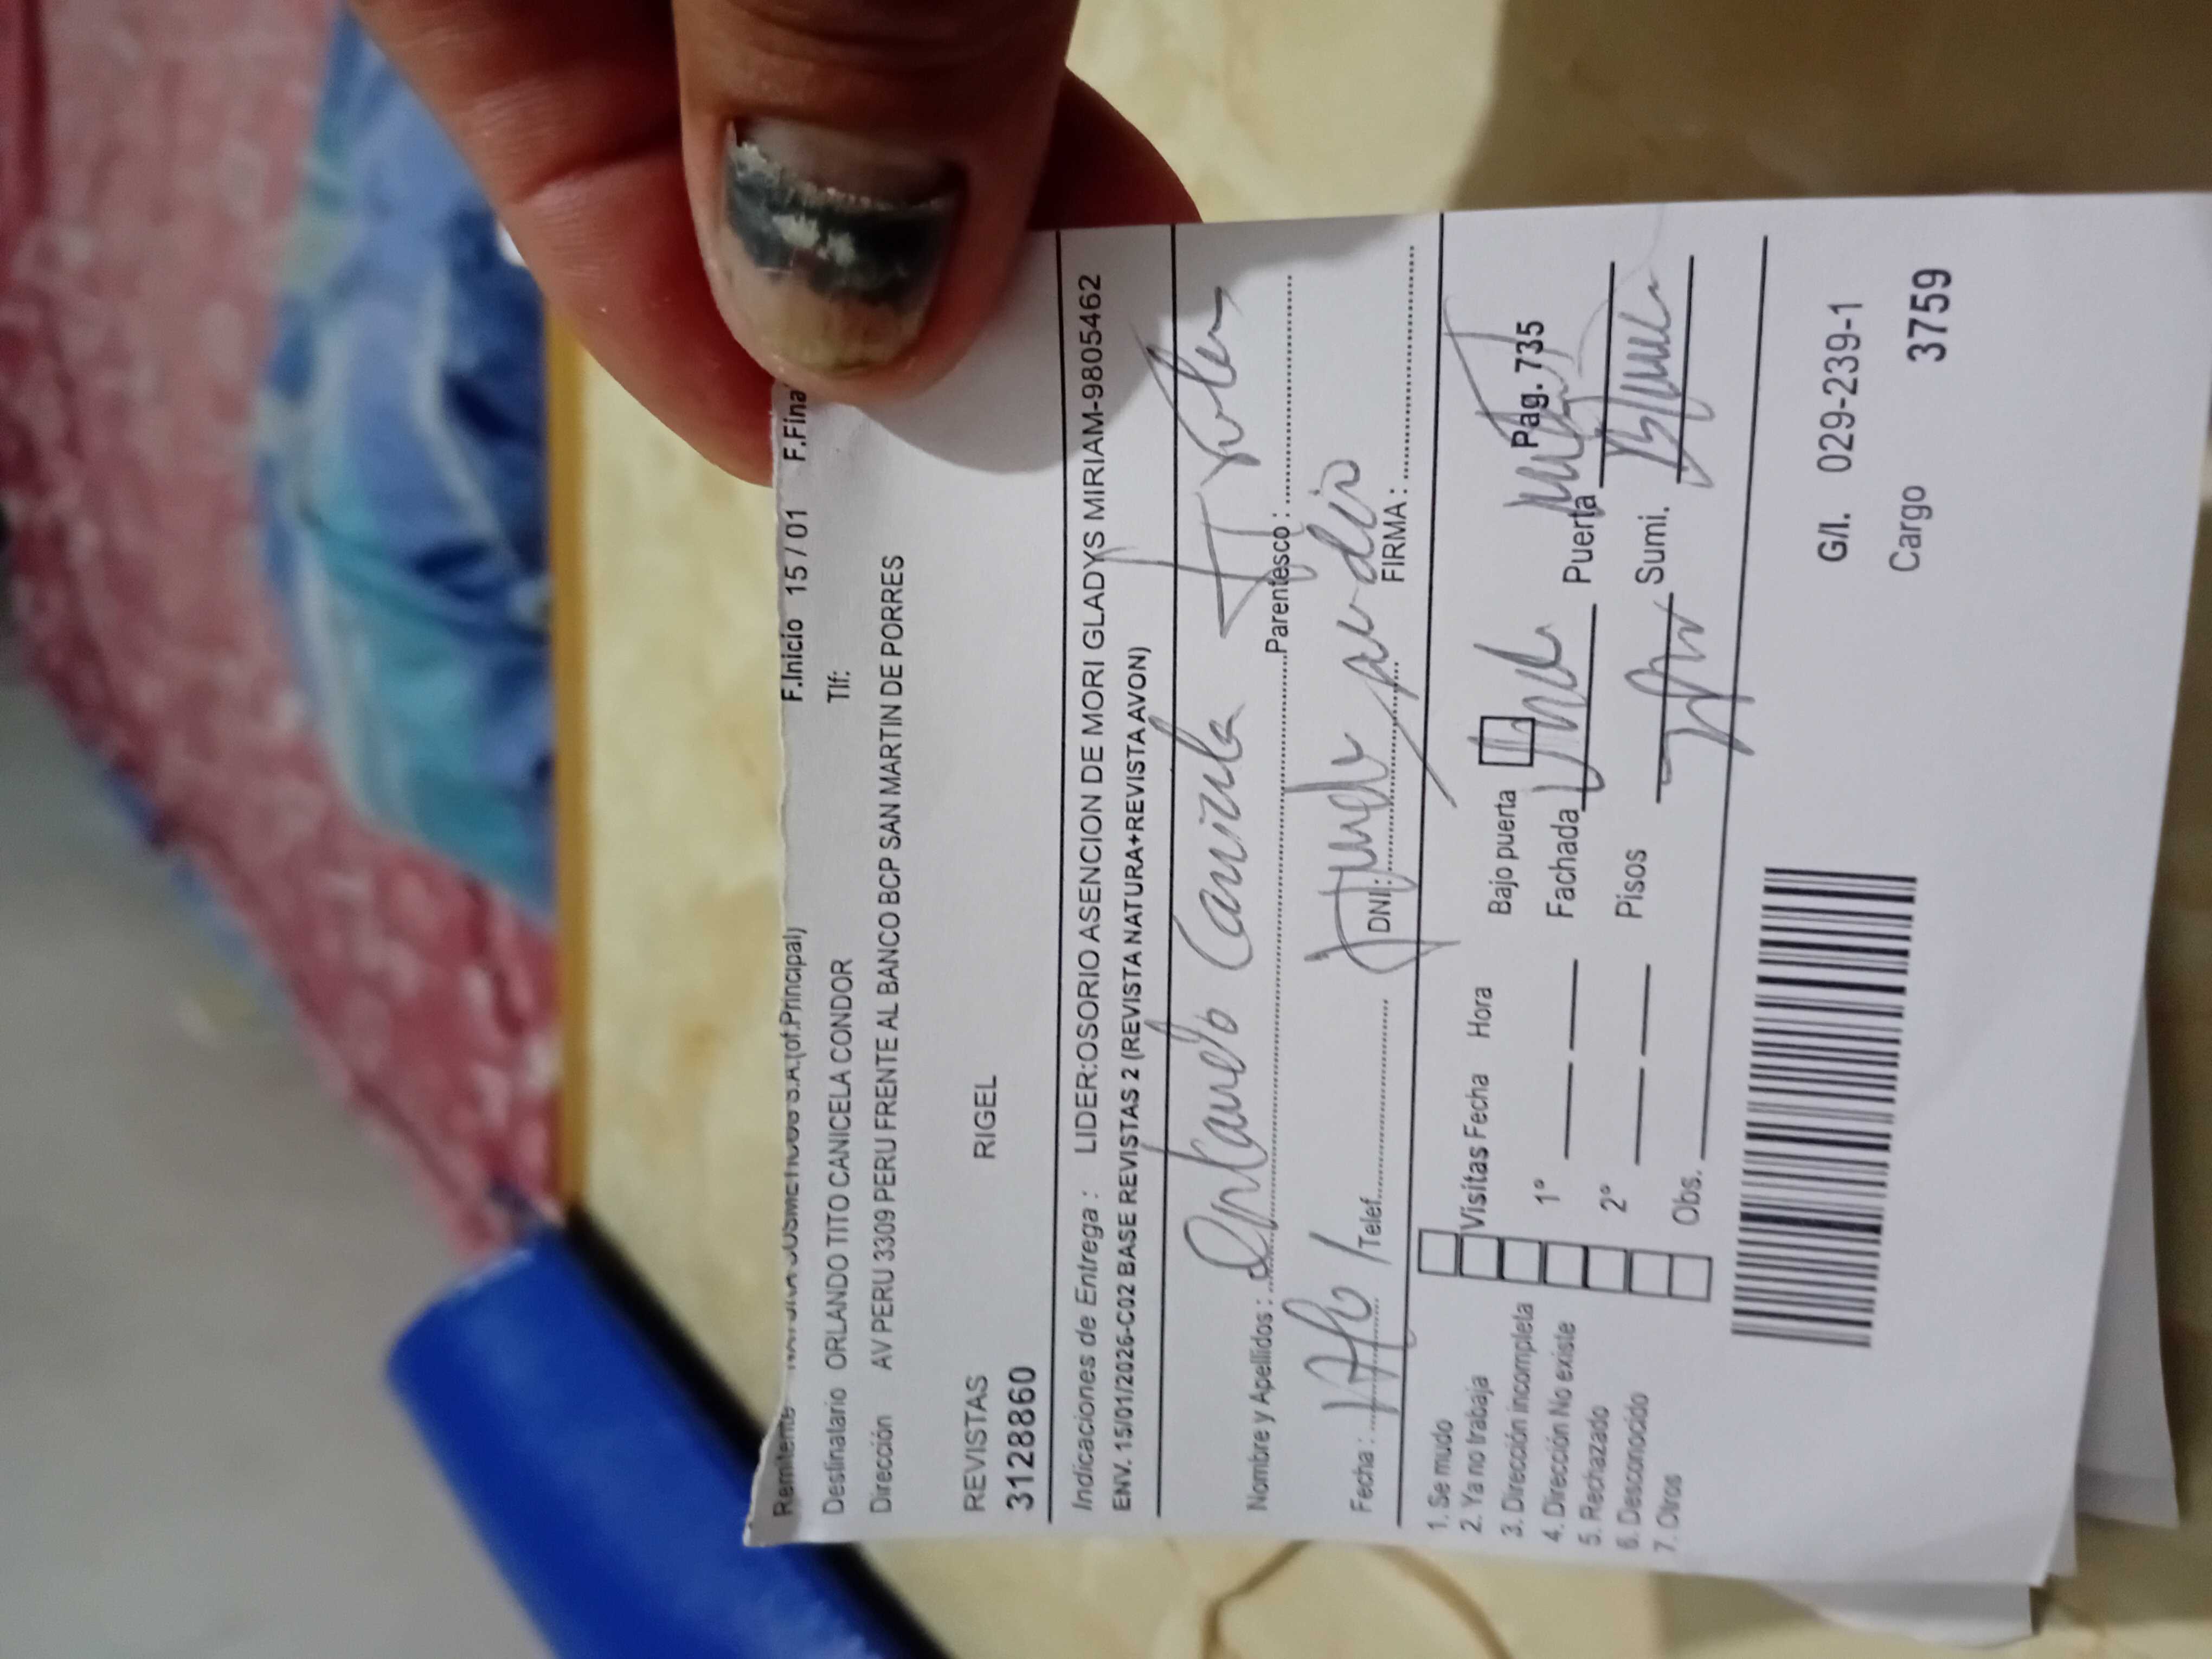 Remitente NATURA COSMETICOS S.A.(of.Principal) F.Inicio 15 / 01 F.Fina
Destinatario ORLANDO TITO CANICELA CONDOR Tlf:
Dirección AV PERU 3309 PERU FRENTE AL BANCO BCP SAN MARTIN DE PORRES
REVISTAS RIGEL
3128860
Indicaciones de Entrega : LIDER:OSORIO ASENCION DE MORI GLADYS MIRIAM-9805462
ENV. 15/01/2026-C02 BASE REVISTAS 2 (REVISTA NATURA+REVISTA AVON)
Nombre y Apellidos : Orlando Parentesco :
Fecha : Telef. DNI: FIRMA :
1. Se mudo
2. Ya no trabaja
3. Dirección incompleta
4. Dirección No existe
5. Rechazado
6. Desconocido
7. Otros
Visitas Fecha Hora
1°
2°
Obs.
Bajo puerta Pag. 735
Fachada Puerta
Pisos Sumi.
G/I. 029-239-1
Cargo 3759